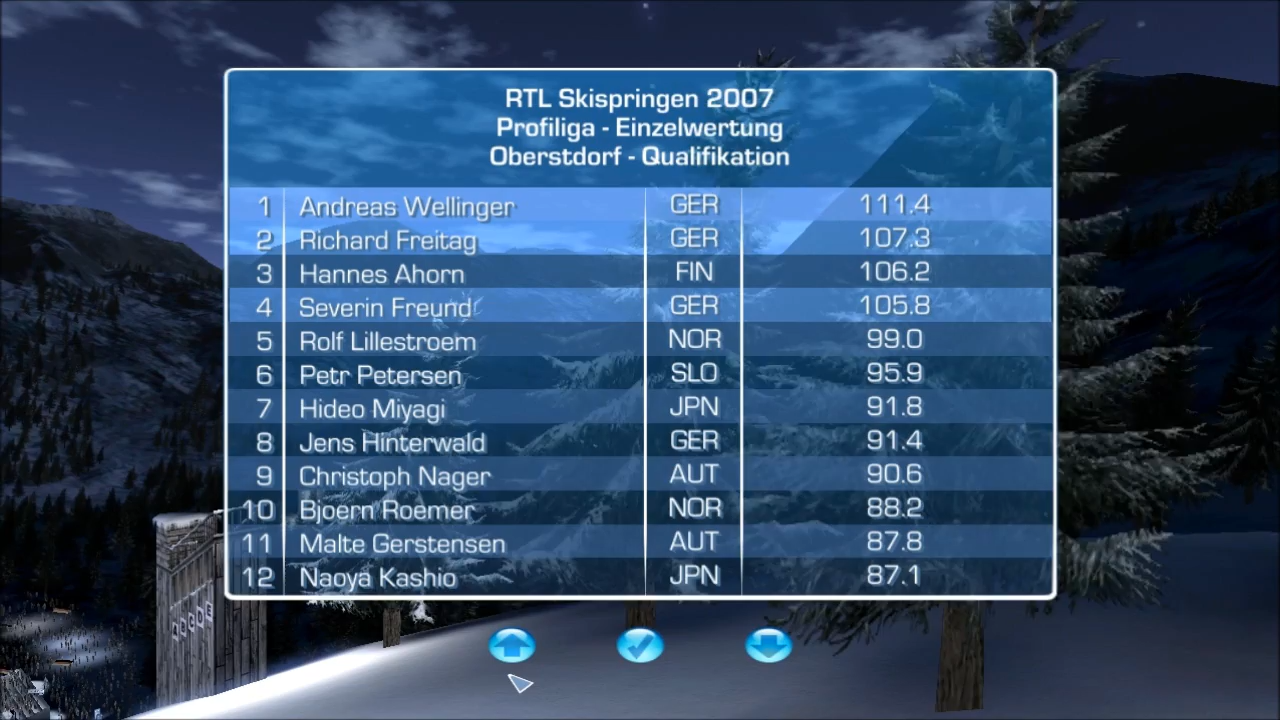 RTL Skispringen 2007
Profiliga - Einzelwertung
Oberstdorf - Qualifikation
1 Andreas Wellinger GER 111.4
2 Richard Freitag GER 107.3
3 Hannes Ahorn FIN 106.2
4 Severin Freund GER 105.8
5 Rolf Lillestroem NOR 99.0
6 Petr Petersen SLO 95.9
7 Hideo Miyagi JPN 91.8
8 Jens Hinterwald GER 91.4
9 Christoph Nager AUT 90.6
10 Bjoern Roemer NOR 88.2
11 Malte Gerstensen AUT 87.8
12 Naoya Kashio JPN 87.1